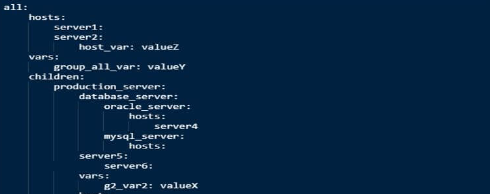 all:
    hosts:
        server1:
        server2:
            host_var: valueZ
    vars:
        group_all_var: valueY
    children:
        production_server:
            database_server:
                oracle_server:
                    hosts:
                        server4
                mysql_server:
                    hosts:
            server5:
                server6:
            vars:
                g2_var2: valueX